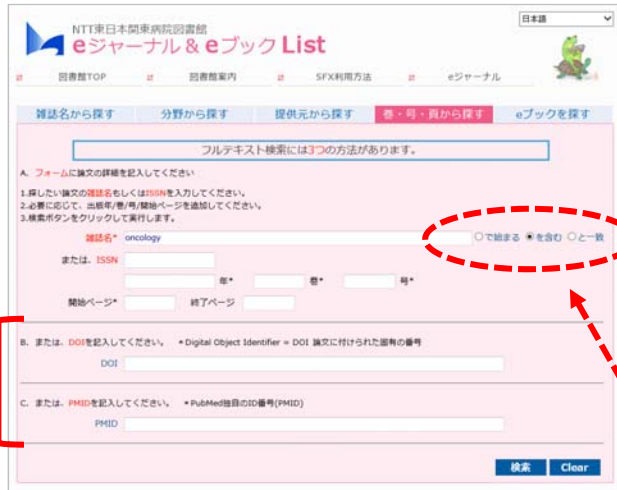 日本語
NTT東日本関東病院図書館
eジャーナル & eブック List
図書館TOP 図書館案内 SFX利用方法 eジャーナル
雑誌名から探す 分野から探す 提供元から探す 巻・号・頁から探す eブックを探す
フルテキスト検索には3つの方法があります。
A. フォームに論文の詳細を記入してください
1.探したい論文の雑誌名もしくはISSNを入力してください。
2.必要に応じて、出版年/巻/号/開始ページを追加してください。
3.検索ボタンをクリックして実行します。
雑誌名* oncology で始まる を含む と一致
または、ISSN
年* 巻* 号*
開始ページ* 終了ページ
B. または、DOIを記入してください。 *Digital Object Identifier = DOI 論文に付けられた固有の番号
DOI
C. または、PMIDを記入してください。 *PubMed独自のID番号(PMID)
PMID
検索 Clear